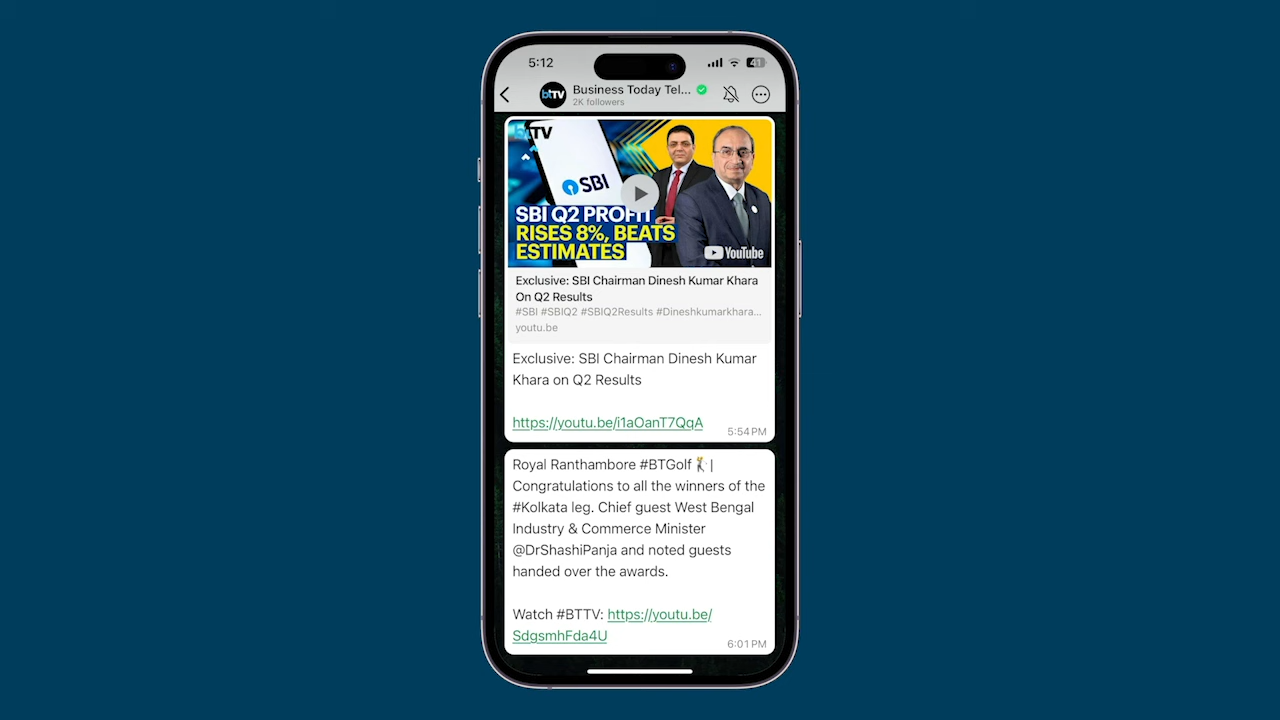 5:12
41
btTV
Business Today Tel...
2K followers
btTV
SBI
SBI Q2 PROFIT
RISES 8%, BEATS
ESTIMATES
YouTube
Exclusive: SBI Chairman Dinesh Kumar Khara
On Q2 Results
#SBI #SBIQ2 #SBIQ2Results #Dineshkumarkhara...
youtu.be
Exclusive: SBI Chairman Dinesh Kumar
Khara on Q2 Results
https://youtu.be/i1aOanT7QqA
5:54 PM
Royal Ranthambore #BTGolf🏌️|
Congratulations to all the winners of the
#Kolkata leg. Chief guest West Bengal
Industry & Commerce Minister
@DrShashiPanja and noted guests
handed over the awards.
Watch #BTTV: https://youtu.be/
SdgsmhFda4U
6:01 PM